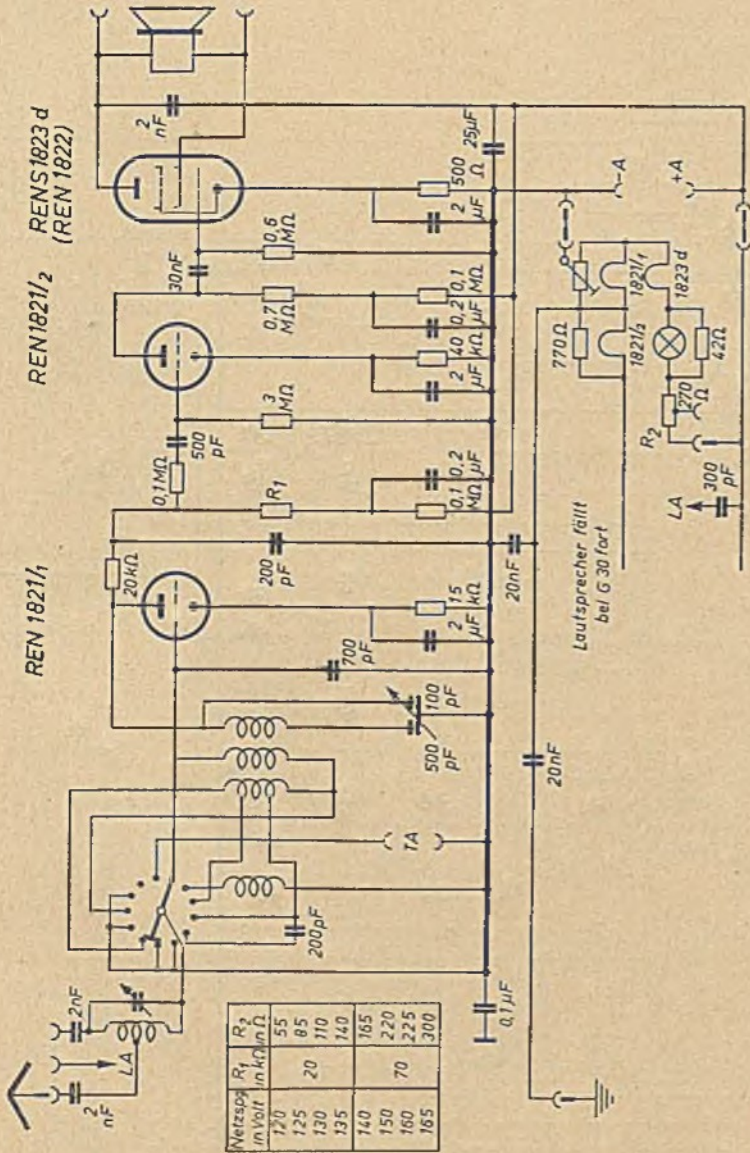 REN 1821/1
REN 1821/2
RENS 1823 d
(REN 1822)
2
nF
LA
2nF
200pF
TA
0,1µF
500
pF
100
pF
700
pF
2
µF
15
kΩ
20kΩ
200
pF
20nF
20nF
R1
0,1
MΩ
0,2
µF
0,1MΩ
500
pF
3
MΩ
2
µF
40
kΩ
0,2
µF
0,1
MΩ
0,7
MΩ
30nF
0,6
MΩ
2
µF
500
Ω
25µF
2
nF
-A
+A
770Ω
1821/2
1821/1
1823 d
42Ω
R2
270
Ω
LA
300
pF
Lautsprecher fällt
bei G 30 fort
Netzspg R1 R2
in Volt in kΩ in Ω
120 20 55
125 85
130 110
135 140
140 70 165
150 220
160 225
165 300